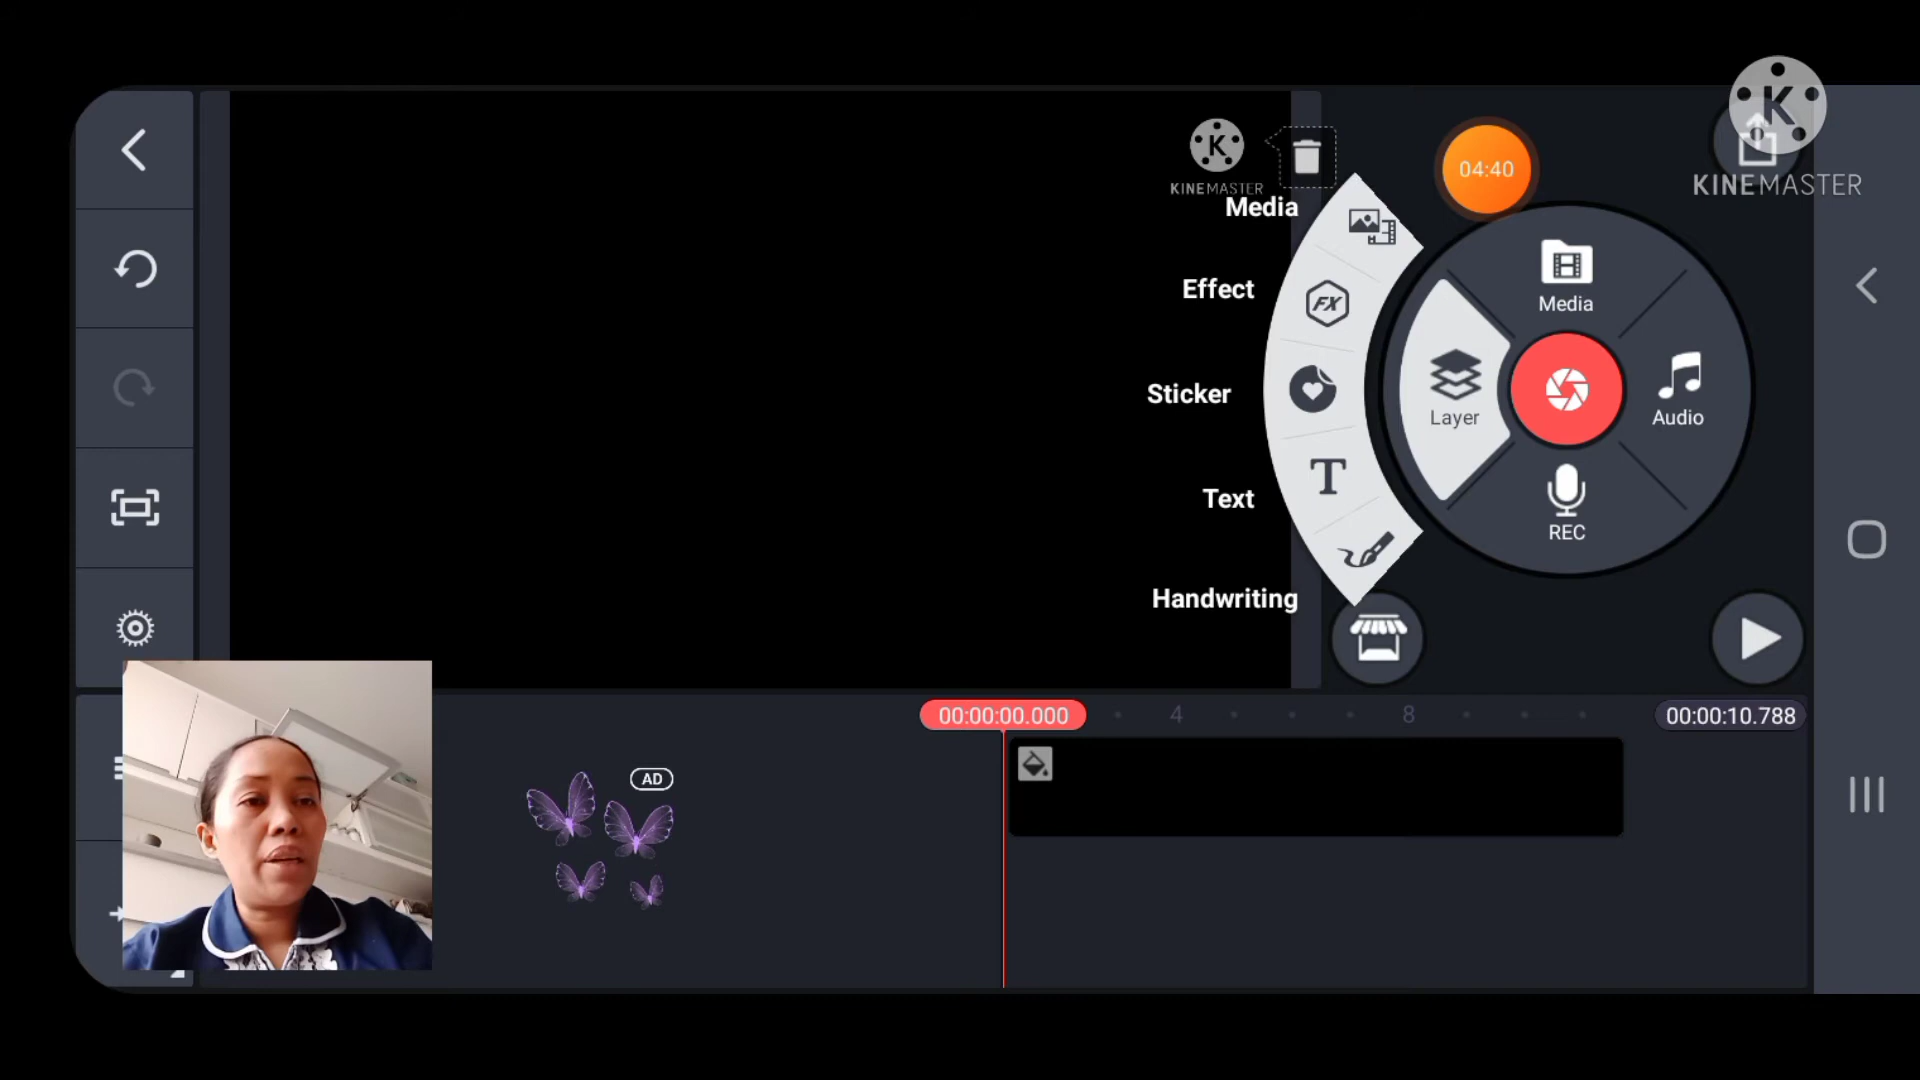 K
KINEMASTER
04:40
K
KINEMASTER
Media
Effect
FX
Sticker
Text
T
Handwriting
Media
Layer
Audio
REC
00:00:00.000
4
8
00:00:10.788
AD